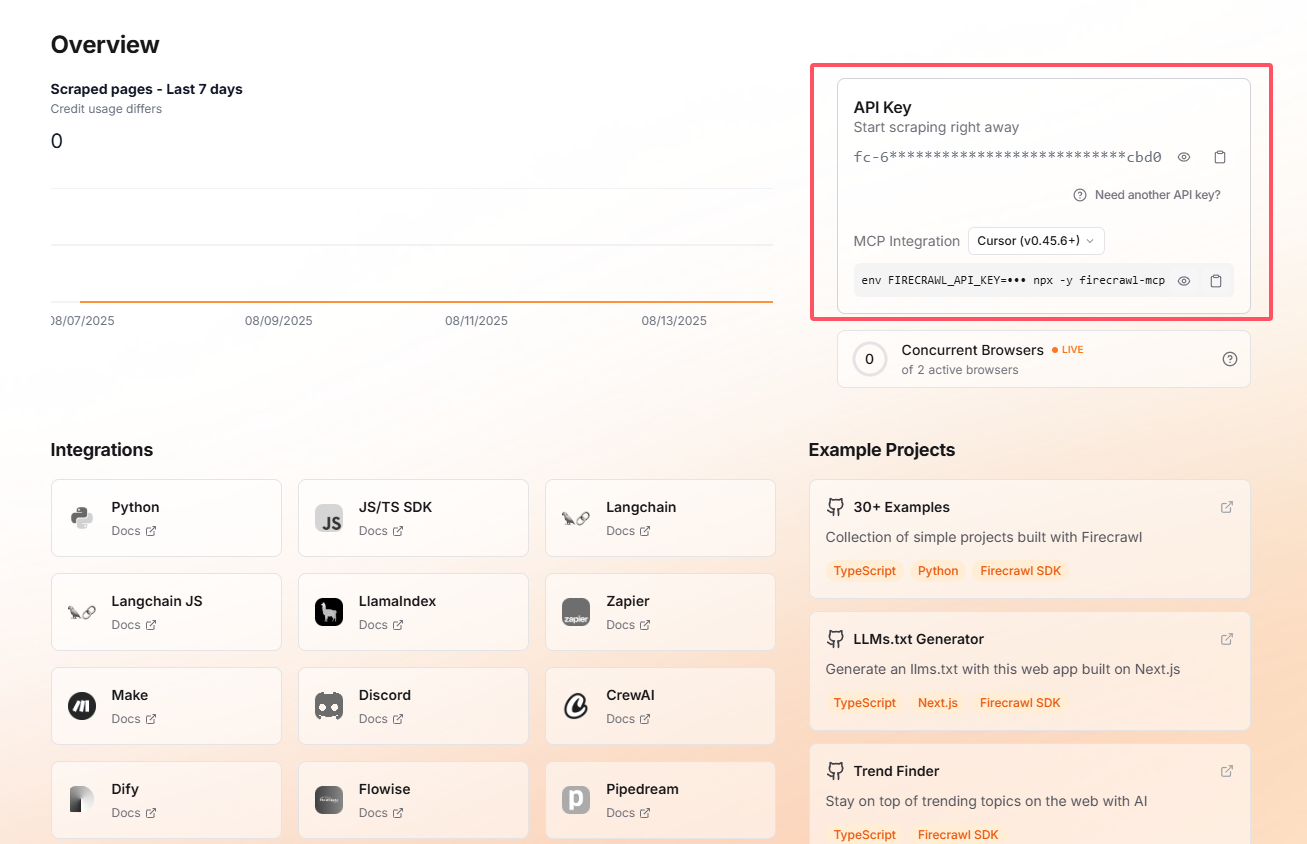 Overview
Scraped pages - Last 7 days
Credit usage differs
0
08/07/2025
08/09/2025
08/11/2025
08/13/2025
API Key
Start scraping right away
fc-6***************************cbd0
Need another API key?
MCP Integration
Cursor (v0.45.6+)
env FIRECRAWL_API_KEY=••• npx -y firecrawl-mcp
0
Concurrent Browsers
LIVE
of 2 active browsers
Integrations
Python
Docs
JS/TS SDK
Docs
Langchain
Docs
Langchain JS
Docs
LlamaIndex
Docs
zapier
Zapier
Docs
Make
Docs
Discord
Docs
CrewAI
Docs
Dify
Docs
Flowise
Docs
Pipedream
Docs
Example Projects
30+ Examples
Collection of simple projects built with Firecrawl
TypeScript Python Firecrawl SDK
LLMs.txt Generator
Generate an llms.txt with this web app built on Next.js
TypeScript Next.js Firecrawl SDK
Trend Finder
Stay on top of trending topics on the web with AI
TypeScript Firecrawl SDK